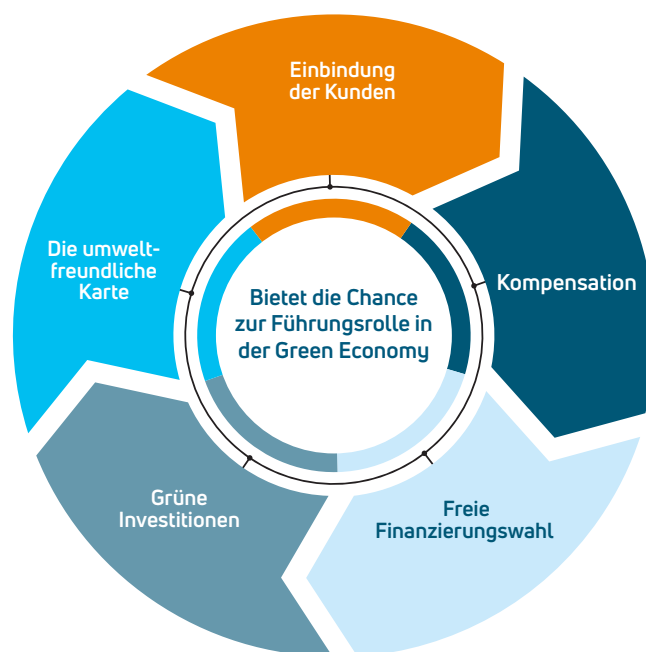 Einbindung
der Kunden
Kompensation
Freie
Finanzierungswahl
Grüne
Investitionen
Die umwelt-
freundliche
Karte
Bietet die Chance
zur Führungsrolle in
der Green Economy